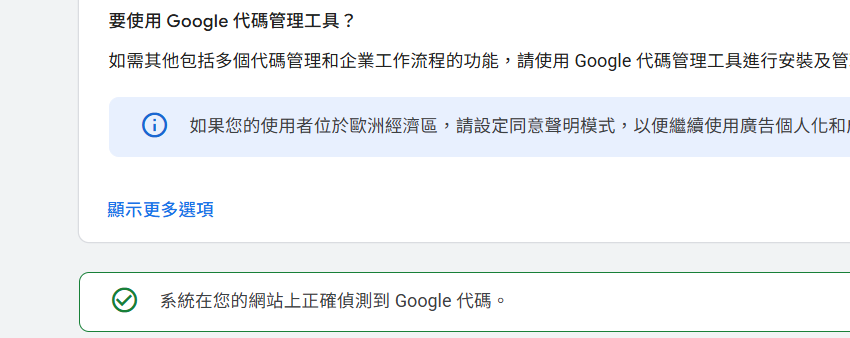 要使用 Google 代碼管理工具？
如需其他包括多個代碼管理和企業工作流程的功能，請使用 Google 代碼管理工具進行安裝及管
如果您的使用者位於歐洲經濟區，請設定同意聲明模式，以便繼續使用廣告個人化和
顯示更多選項
系統在您的網站上正確偵測到 Google 代碼。